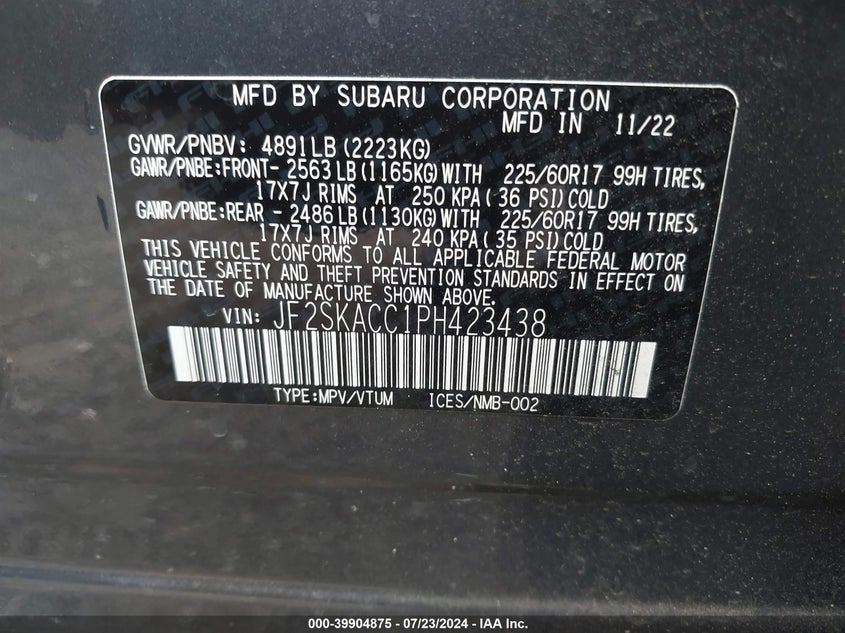 MFD BY SUBARU CORPORATION
MFD IN 11/22
GVWR/PNBV: 4891LB(2223KG)
GAWR/PNBE:FRONT- 2563LB(1165KG)WITH 225/60R17 99H TIRES,
17X7J RIMS AT 250 KPA( 36 PSI)COLD
GAWR/PNBE:REAR - 2486LB(1130KG)WITH 225/60R17 99H TIRES,
17X7J RIMS AT 240 KPA( 35 PSI)COLD
THIS VEHICLE CONFORMS TO ALL APPLICABLE FEDERAL MOTOR
VEHICLE SAFETY AND THEFT PREVENTION STANDARDS IN EFFECT ON
THE DATE OF MANUFACTURE SHOWN ABOVE.
VIN: JF2SKACC1PH423438
TYPE:MPV/VTUM ICES/NMB-002
000-39904875 - 07/23/2024 - IAA Inc.